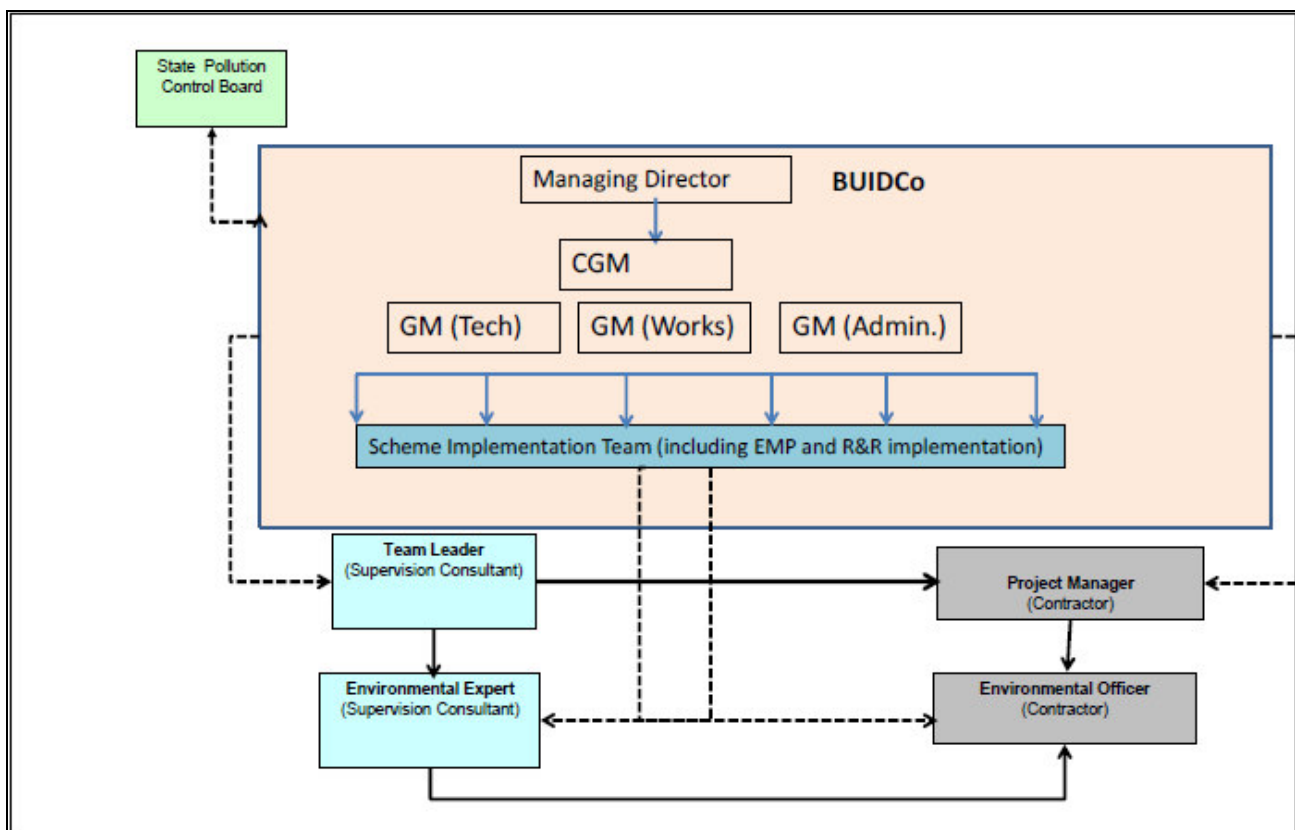 State Pollution
Control Board
Managing Director
BUIDCo
CGM
GM (Tech)
GM (Works)
GM (Admin.)
Scheme Implementation Team (including EMP and R&R implementation)
Team Leader
(Supervision Consultant)
Project Manager
(Contractor)
Environmental Expert
(Supervision Consultant)
Environmental Officer
(Contractor)